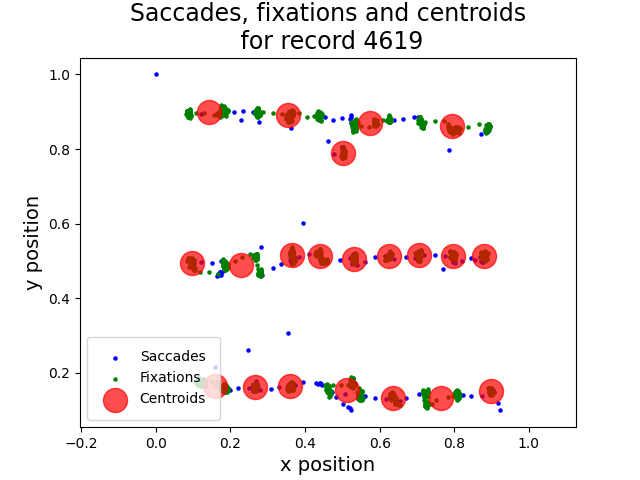 Saccades, fixations and centroids
for record 4619
1.0
0.8
0.6
0.4
0.2
y position
Saccades
Fixations
Centroids
−0.2 0.0 0.2 0.4 0.6 0.8 1.0
x position